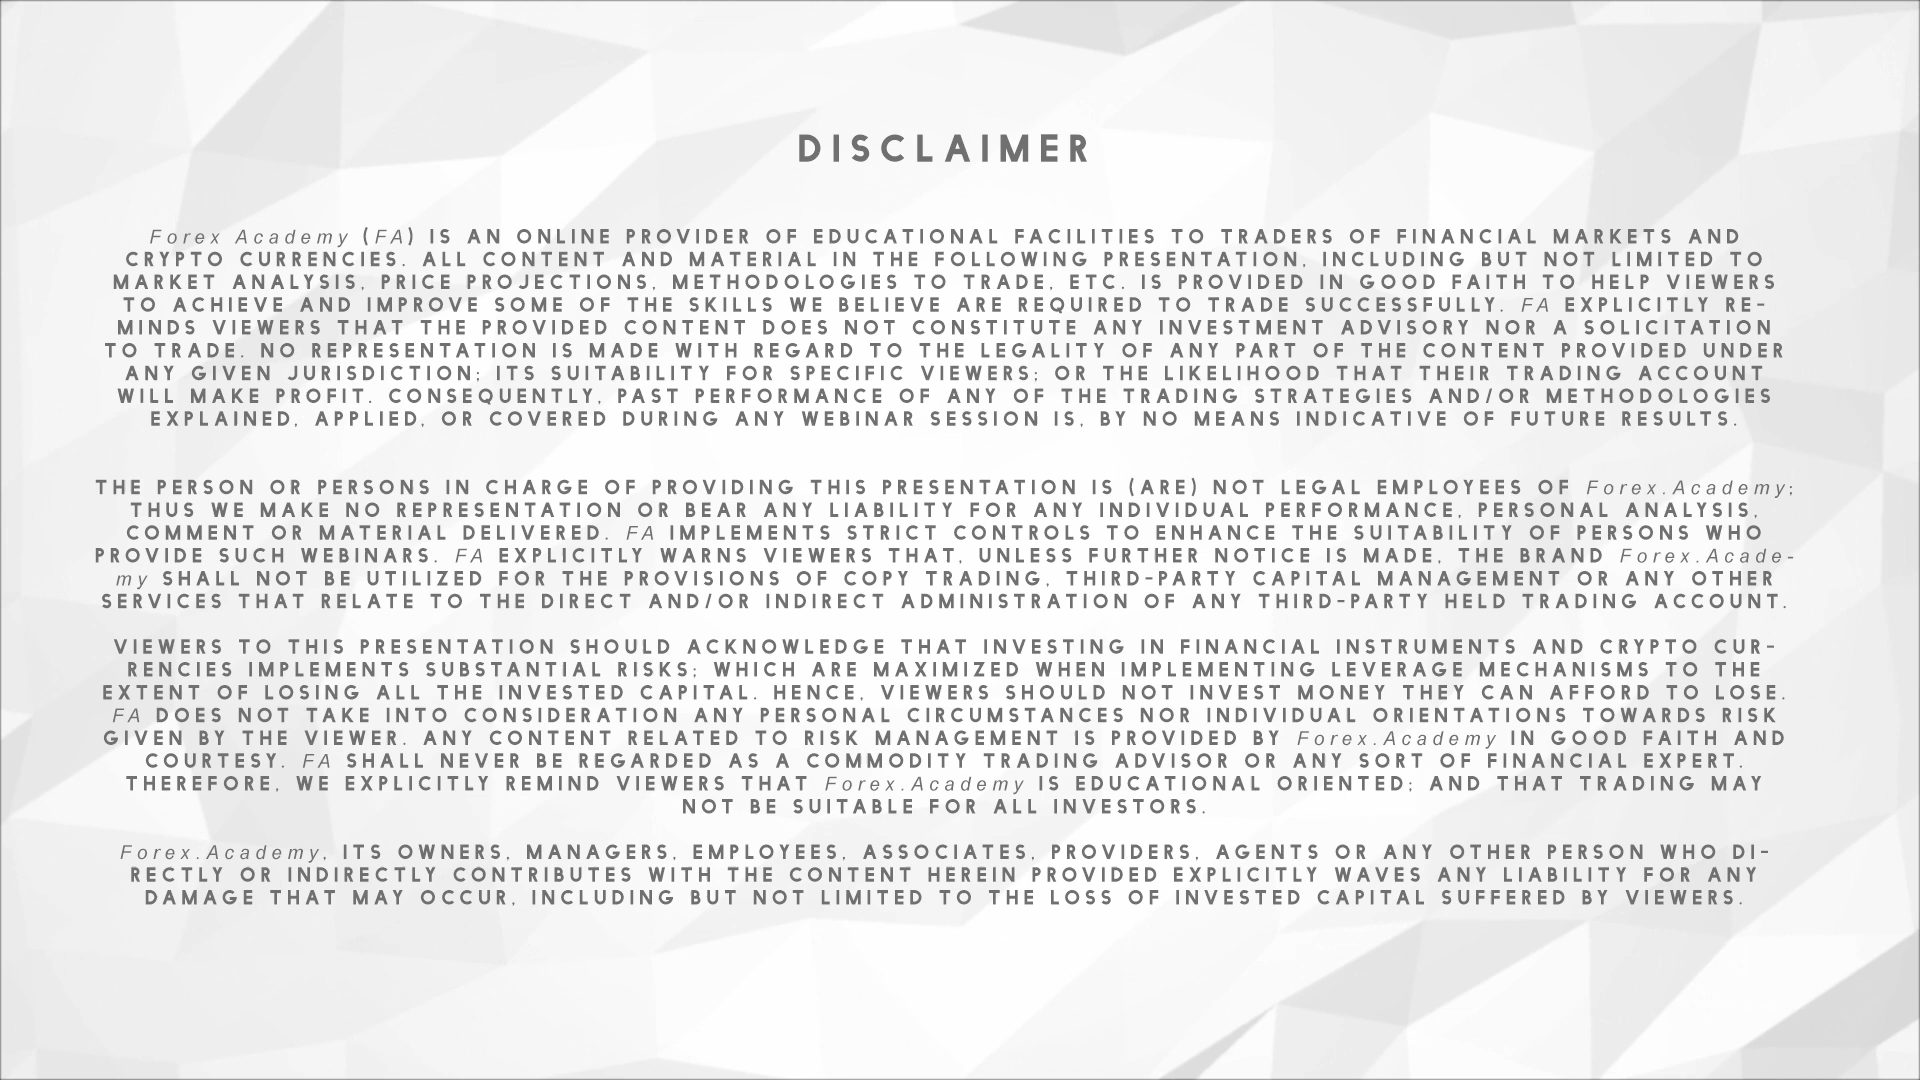 DISCLAIMER
Forex Academy (FA) IS AN ONLINE PROVIDER OF EDUCATIONAL FACILITIES TO TRADERS OF FINANCIAL MARKETS AND
CRYPTO CURRENCIES. ALL CONTENT AND MATERIAL IN THE FOLLOWING PRESENTATION, INCLUDING BUT NOT LIMITED TO
MARKET ANALYSIS, PRICE PROJECTIONS, METHODOLOGIES TO TRADE, ETC. IS PROVIDED IN GOOD FAITH TO HELP VIEWERS
TO ACHIEVE AND IMPROVE SOME OF THE SKILLS WE BELIEVE ARE REQUIRED TO TRADE SUCCESSFULLY. FA EXPLICITLY RE-
MINDS VIEWERS THAT THE PROVIDED CONTENT DOES NOT CONSTITUTE ANY INVESTMENT ADVISORY NOR A SOLICITATION
TO TRADE. NO REPRESENTATION IS MADE WITH REGARD TO THE LEGALITY OF ANY PART OF THE CONTENT PROVIDED UNDER
ANY GIVEN JURISDICTION; ITS SUITABILITY FOR SPECIFIC VIEWERS; OR THE LIKELIHOOD THAT THEIR TRADING ACCOUNT
WILL MAKE PROFIT. CONSEQUENTLY, PAST PERFORMANCE OF ANY OF THE TRADING STRATEGIES AND/OR METHODOLOGIES
EXPLAINED, APPLIED, OR COVERED DURING ANY WEBINAR SESSION IS, BY NO MEANS INDICATIVE OF FUTURE RESULTS.
THE PERSON OR PERSONS IN CHARGE OF PROVIDING THIS PRESENTATION IS (ARE) NOT LEGAL EMPLOYEES OF Forex.Academy;
THUS WE MAKE NO REPRESENTATION OR BEAR ANY LIABILITY FOR ANY INDIVIDUAL PERFORMANCE, PERSONAL ANALYSIS,
COMMENT OR MATERIAL DELIVERED. FA IMPLEMENTS STRICT CONTROLS TO ENHANCE THE SUITABILITY OF PERSONS WHO
PROVIDE SUCH WEBINARS. FA EXPLICITLY WARNS VIEWERS THAT, UNLESS FURTHER NOTICE IS MADE, THE BRAND Forex.Acade-
my SHALL NOT BE UTILIZED FOR THE PROVISIONS OF COPY TRADING, THIRD-PARTY CAPITAL MANAGEMENT OR ANY OTHER
SERVICES THAT RELATE TO THE DIRECT AND/OR INDIRECT ADMINISTRATION OF ANY THIRD-PARTY HELD TRADING ACCOUNT.
VIEWERS TO THIS PRESENTATION SHOULD ACKNOWLEDGE THAT INVESTING IN FINANCIAL INSTRUMENTS AND CRYPTO CUR-
RENCIES IMPLEMENTS SUBSTANTIAL RISKS; WHICH ARE MAXIMIZED WHEN IMPLEMENTING LEVERAGE MECHANISMS TO THE
EXTENT OF LOSING ALL THE INVESTED CAPITAL. HENCE, VIEWERS SHOULD NOT INVEST MONEY THEY CAN AFFORD TO LOSE.
FA DOES NOT TAKE INTO CONSIDERATION ANY PERSONAL CIRCUMSTANCES NOR INDIVIDUAL ORIENTATIONS TOWARDS RISK
GIVEN BY THE VIEWER. ANY CONTENT RELATED TO RISK MANAGEMENT IS PROVIDED BY Forex.Academy IN GOOD FAITH AND
COURTESY. FA SHALL NEVER BE REGARDED AS A COMMODITY TRADING ADVISOR OR ANY SORT OF FINANCIAL EXPERT.
THEREFORE, WE EXPLICITLY REMIND VIEWERS THAT Forex.Academy IS EDUCATIONAL ORIENTED; AND THAT TRADING MAY
NOT BE SUITABLE FOR ALL INVESTORS.
Forex.Academy, ITS OWNERS, MANAGERS, EMPLOYEES, ASSOCIATES, PROVIDERS, AGENTS OR ANY OTHER PERSON WHO DI-
RECTLY OR INDIRECTLY CONTRIBUTES WITH THE CONTENT HEREIN PROVIDED EXPLICITLY WAVES ANY LIABILITY FOR ANY
DAMAGE THAT MAY OCCUR, INCLUDING BUT NOT LIMITED TO THE LOSS OF INVESTED CAPITAL SUFFERED BY VIEWERS.